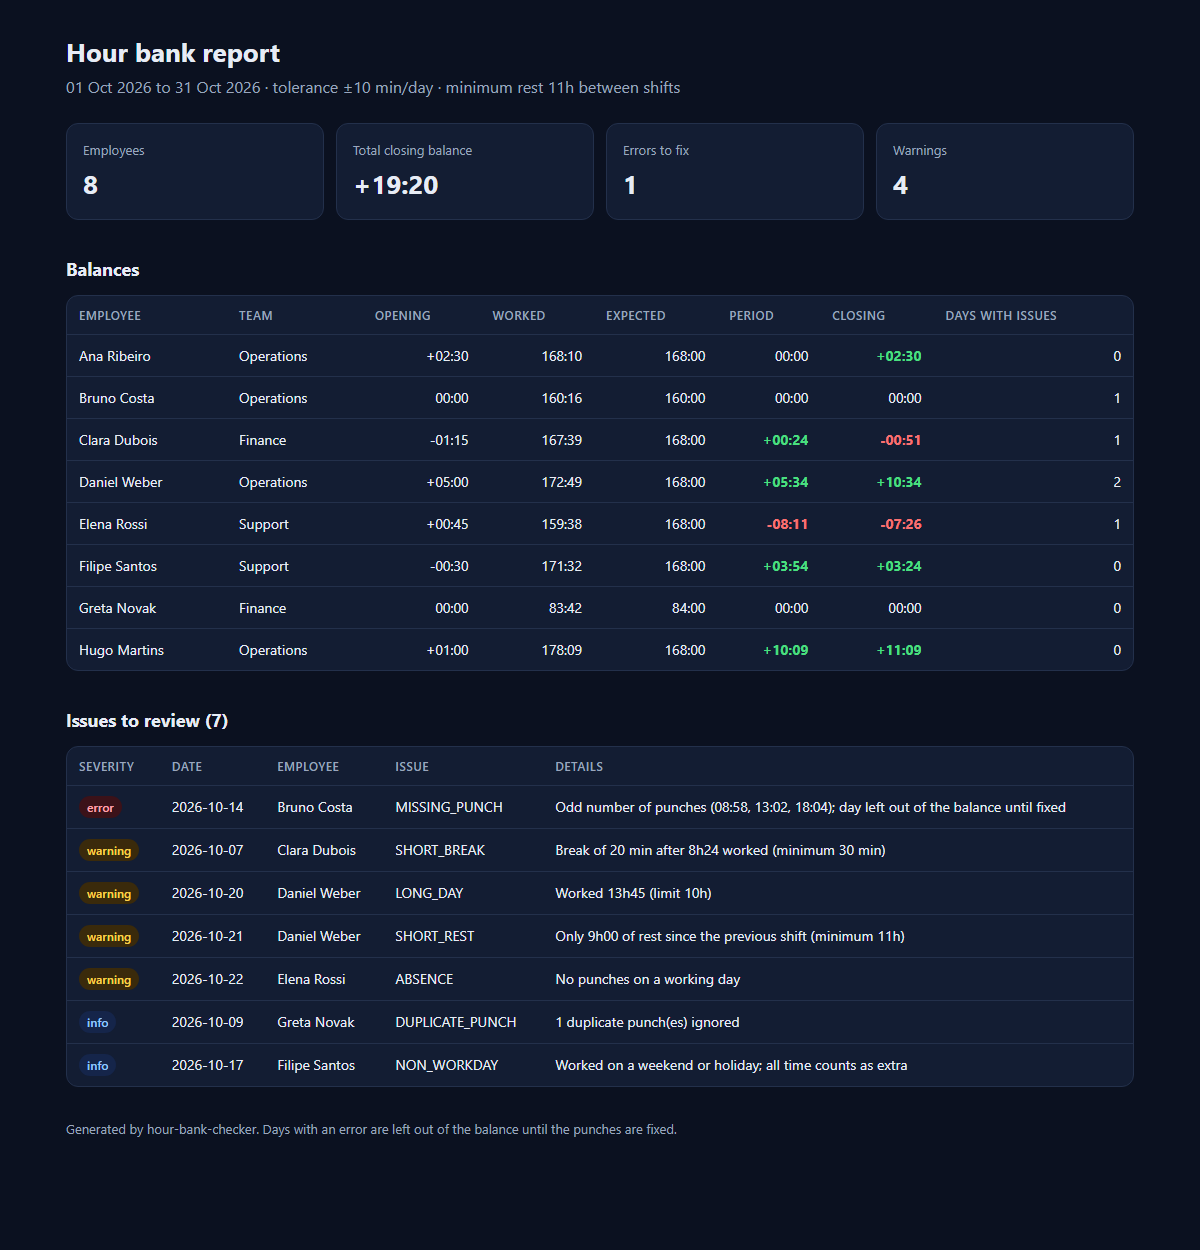 Hour bank report
01 Oct 2026 to 31 Oct 2026 · tolerance ±10 min/day · minimum rest 11h between shifts
Employees Total closing balance Errors to fix Warnings
8 +19:20 1 4
Balances
EMPLOYEE TEAM OPENING WORKED EXPECTED PERIOD CLOSING DAYS WITH ISSUES
Ana Ribeiro Operations +02:30 168:10 168:00 00:00 +02:30 0
Bruno Costa Operations 00:00 160:16 160:00 00:00 00:00 1
Clara Dubois Finance -01:15 167:39 168:00 +00:24 -00:51 1
Daniel Weber Operations +05:00 172:49 168:00 +05:34 +10:34 2
Elena Rossi Support +00:45 159:38 168:00 -08:11 -07:26 1
Filipe Santos Support -00:30 171:32 168:00 +03:54 +03:24 0
Greta Novak Finance 00:00 83:42 84:00 00:00 00:00 0
Hugo Martins Operations +01:00 178:09 168:00 +10:09 +11:09 0
Issues to review (7)
SEVERITY DATE EMPLOYEE ISSUE DETAILS
error 2026-10-14 Bruno Costa MISSING_PUNCH Odd number of punches (08:58, 13:02, 18:04); day left out of the balance until fixed
warning 2026-10-07 Clara Dubois SHORT_BREAK Break of 20 min after 8h24 worked (minimum 30 min)
warning 2026-10-20 Daniel Weber LONG_DAY Worked 13h45 (limit 10h)
warning 2026-10-21 Daniel Weber SHORT_REST Only 9h00 of rest since the previous shift (minimum 11h)
warning 2026-10-22 Elena Rossi ABSENCE No punches on a working day
info 2026-10-09 Greta Novak DUPLICATE_PUNCH 1 duplicate punch(es) ignored
info 2026-10-17 Filipe Santos NON_WORKDAY Worked on a weekend or holiday; all time counts as extra
Generated by hour-bank-checker. Days with an error are left out of the balance until the punches are fixed.